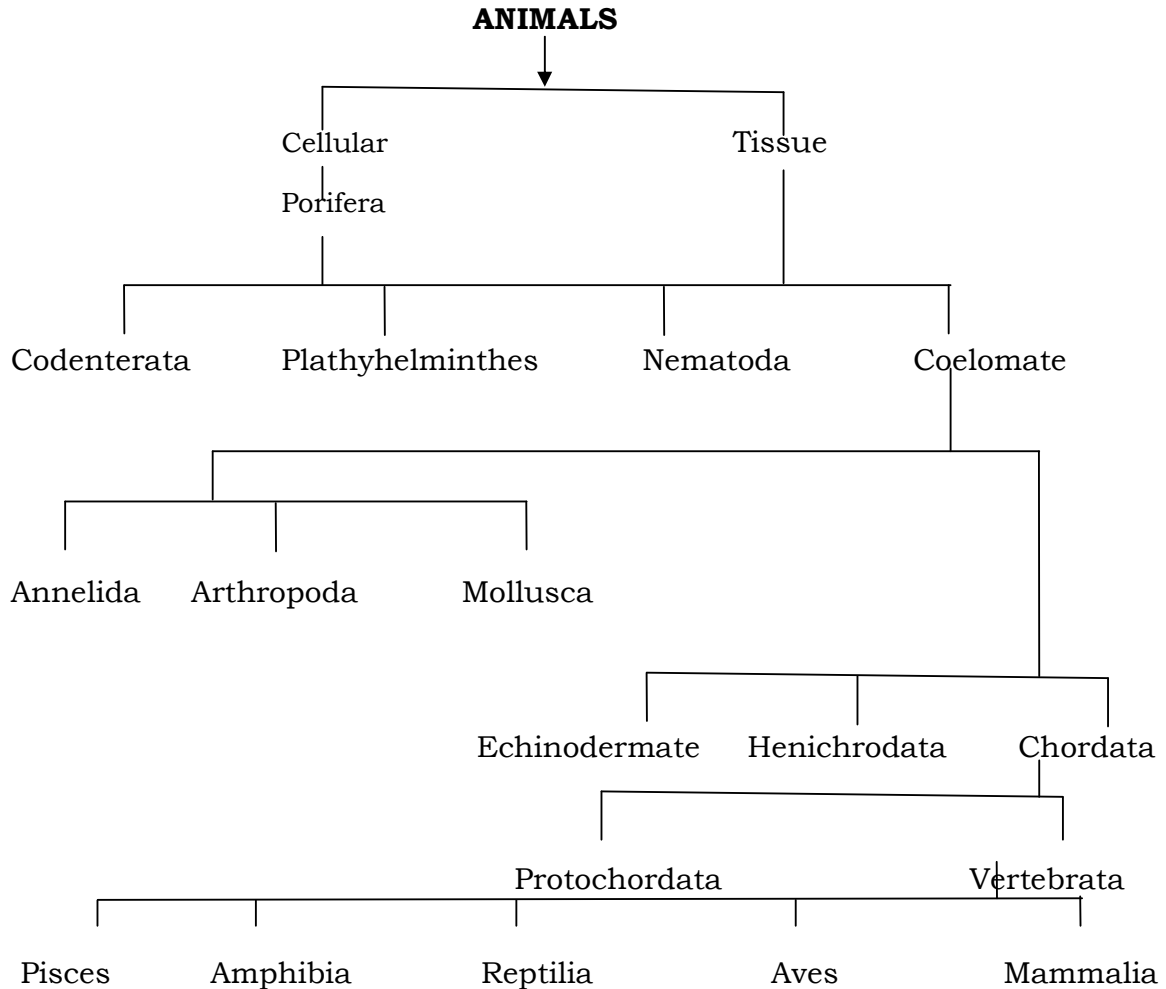 ANIMALS
Cellular Tissue
Porifera
Codenterata Plathyhelminthes Nematoda Coelomate
Annelida Arthropoda Mollusca
Echinodermate Henichrodata Chordata
Protochordata Vertebrata
Pisces Amphibia Reptilia Aves Mammalia